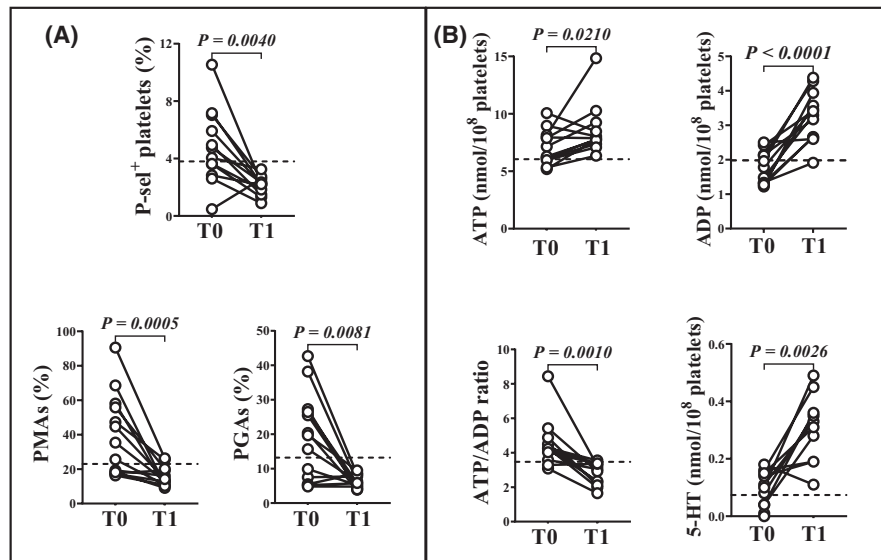 (A)
P = 0.0040
P-sel⁺ platelets (%)
12
8
4
0
T0 T1
P = 0.0005
PMAs (%)
100
80
60
40
20
0
T0 T1
P = 0.0081
PGAs (%)
50
40
30
20
10
0
T0 T1
(B)
P = 0.0210
ATP (nmol/10⁸ platelets)
15
10
5
0
T0 T1
P < 0.0001
ADP (nmol/10⁸ platelets)
5
4
3
2
1
0
T0 T1
P = 0.0010
ATP/ADP ratio
10
8
6
4
2
0
T0 T1
P = 0.0026
5-HT (nmol/10⁸ platelets)
0.6
0.4
0.2
0.0
T0 T1